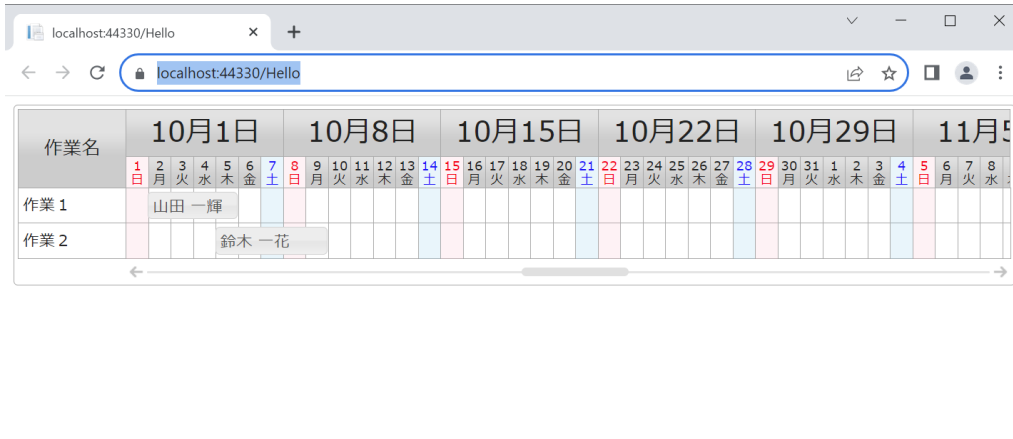 localhost:44330/Hello
localhost:44330/Hello
作業名
10月1日 10月8日 10月15日 10月22日 10月29日 11月5
1 2 3 4 5 6 7 8 9 10 11 12 13 14 15 16 17 18 19 20 21 22 23 24 25 26 27 28 29 30 31 1 2 3 4 5 6 7 8
日 月 火 水 木 金 土 日 月 火 水 木 金 土 日 月 火 水 木 金 土 日 月 火 水 木 金 土 日 月 火 水 木 金 土 日 月 火 水
作業1 山田 一輝
作業2 鈴木 一花